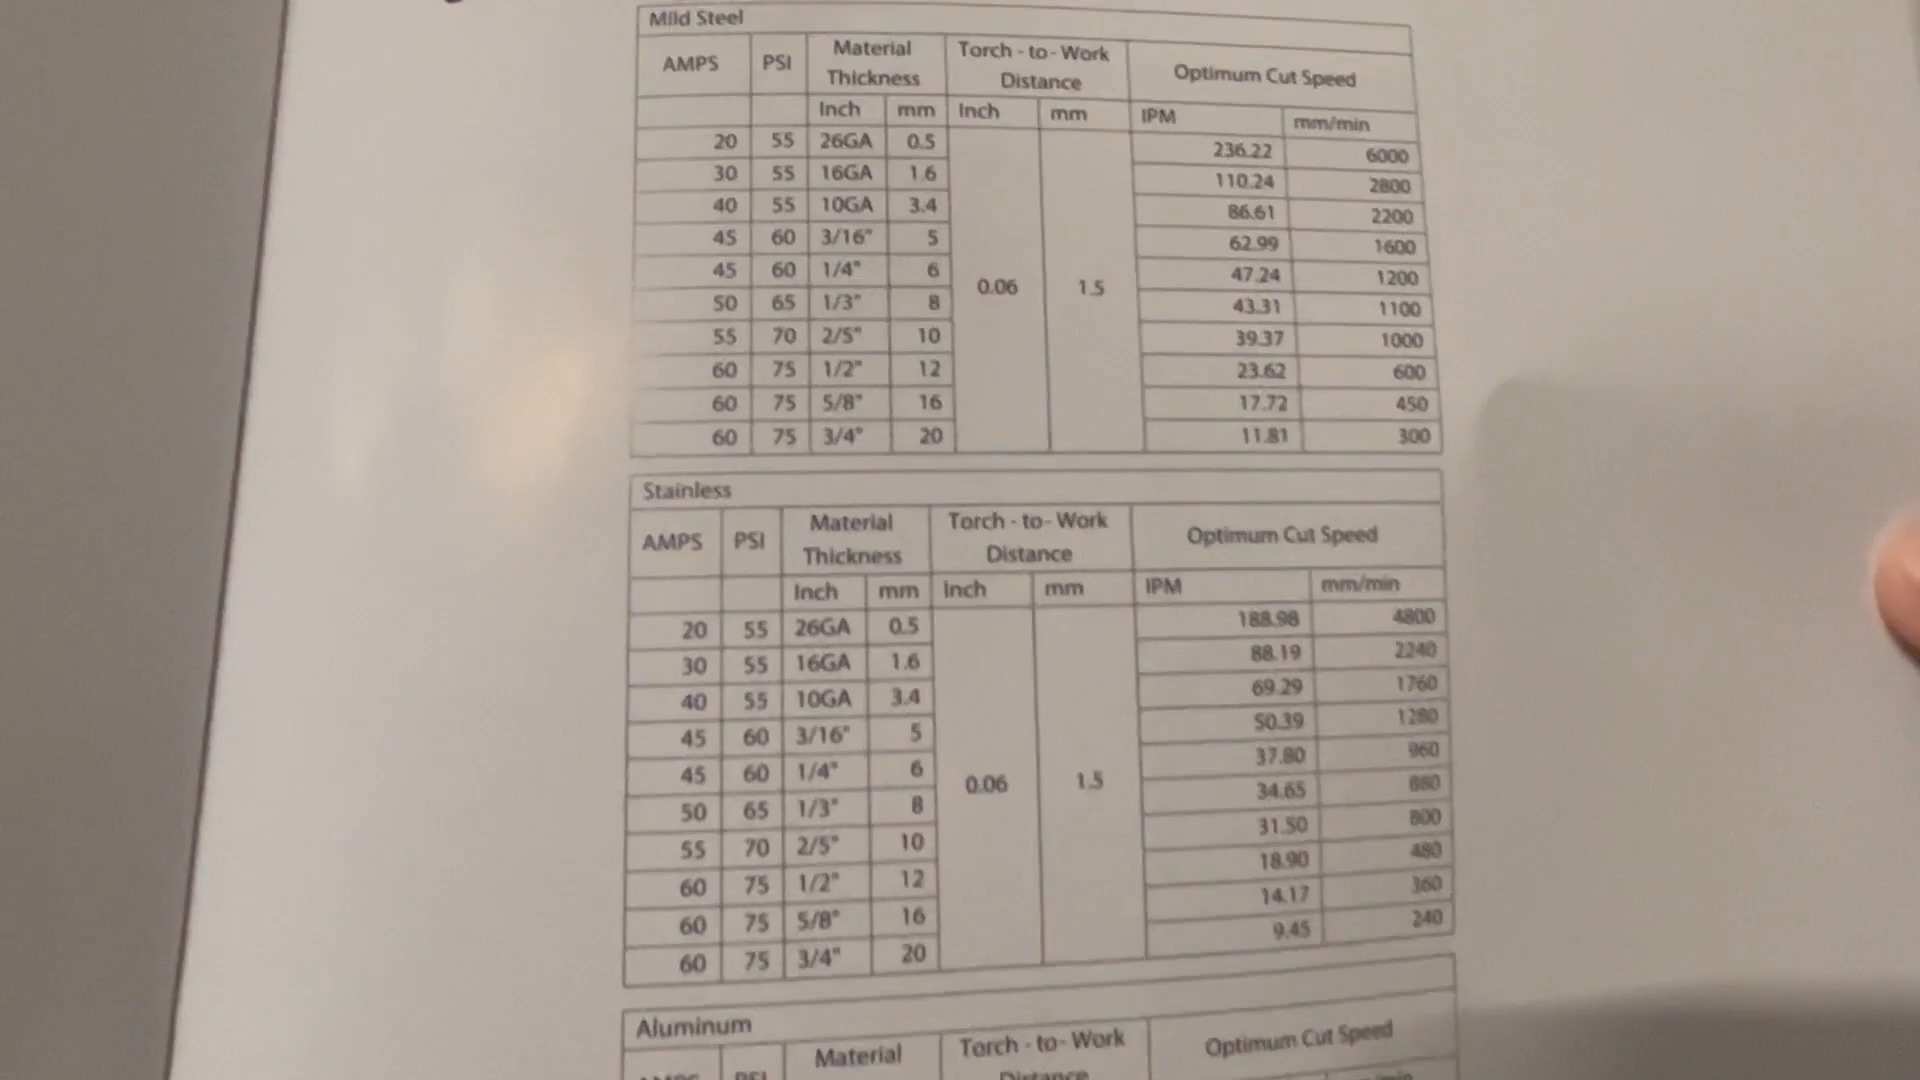 Mild Steel
AMPS PSI Material Thickness Torch - to - Work Distance Optimum Cut Speed
Inch mm Inch mm IPM mm/min
20 55 26GA 0.5 236.22 6000
30 55 16GA 1.6 110.24 2800
40 55 10GA 3.4 86.61 2200
45 60 3/16" 5 62.99 1600
45 60 1/4" 6 0.06 1.5 47.24 1200
50 65 1/3" 8 43.31 1100
55 70 2/5" 10 39.37 1000
60 75 1/2" 12 23.62 600
60 75 5/8" 16 17.72 450
60 75 3/4" 20 11.81 300
Stainless
AMPS PSI Material Thickness Torch - to - Work Distance Optimum Cut Speed
Inch mm Inch mm IPM mm/min
20 55 26GA 0.5 188.98 4800
30 55 16GA 1.6 88.19 2240
40 55 10GA 3.4 69.29 1760
45 60 3/16" 5 50.39 1280
45 60 1/4" 6 0.06 1.5 37.80 960
50 65 1/3" 8 34.65 880
55 70 2/5" 10 31.50 800
60 75 1/2" 12 18.90 480
60 75 5/8" 16 14.17 360
60 75 3/4" 20 9.45 240
Aluminum
AMPS PSI Material Torch - to - Work Distance Optimum Cut Speed